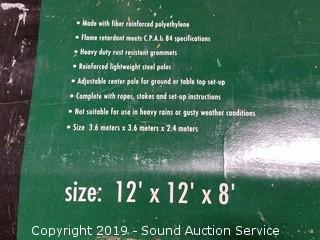 • Made with fiber reinforced polyethylene
• Flame retardant meets C.P.A.I. 84 specifications
• Heavy duty rust resistant grommets
• Reinforced lightweight steel poles
• Adjustable center pole for ground or table top set-up
• Complete with ropes, stakes and set-up instructions
• Not suitable for use in heavy rains or gusty weather conditions
• Size 3.6 meters x 3.6 meters x 2.4 meters
size: 12' x 12' x 8'
Copyright 2019 - Sound Auction Service